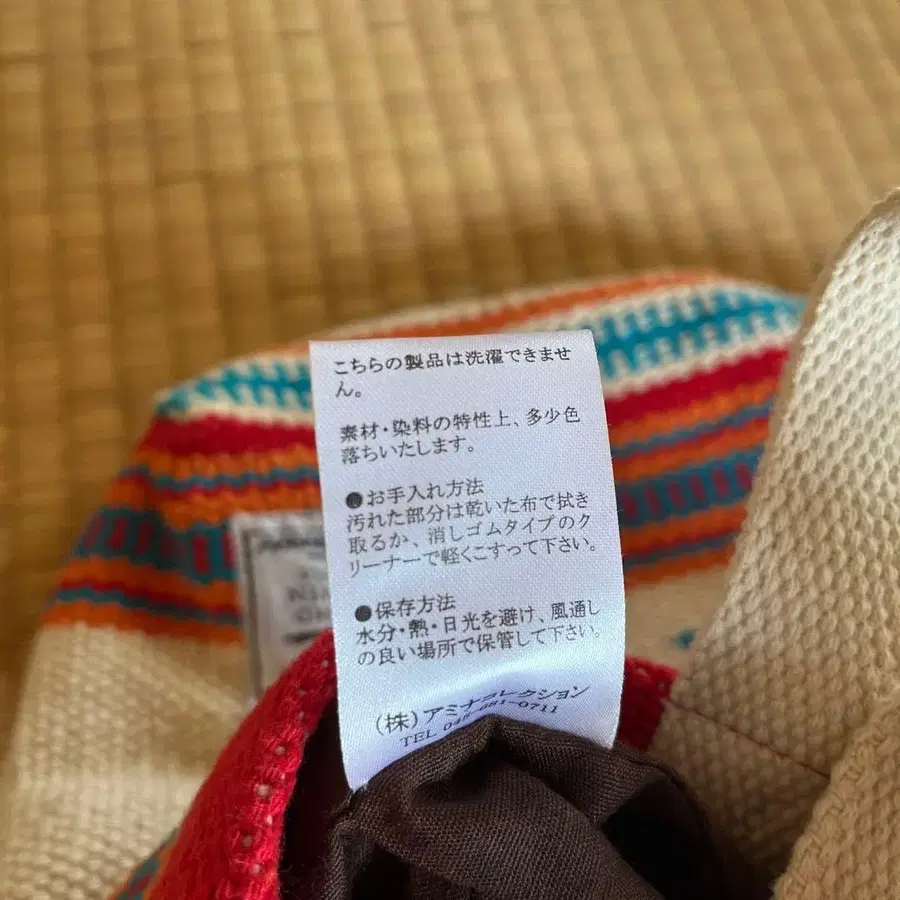 こちらの製品は洗濯できませ
ん。
素材・染料の特性上、多少色
落ちいたします。
●お手入れ方法
汚れた部分は乾いた布で拭き
取るか、消しゴムタイプのク
リーナーで軽くこすって下さい。
●保存方法
水分・熱・日光を避け、風通し
の良い場所で保管して下さい。
(株)アミナコレクション
TEL 045-681-0711